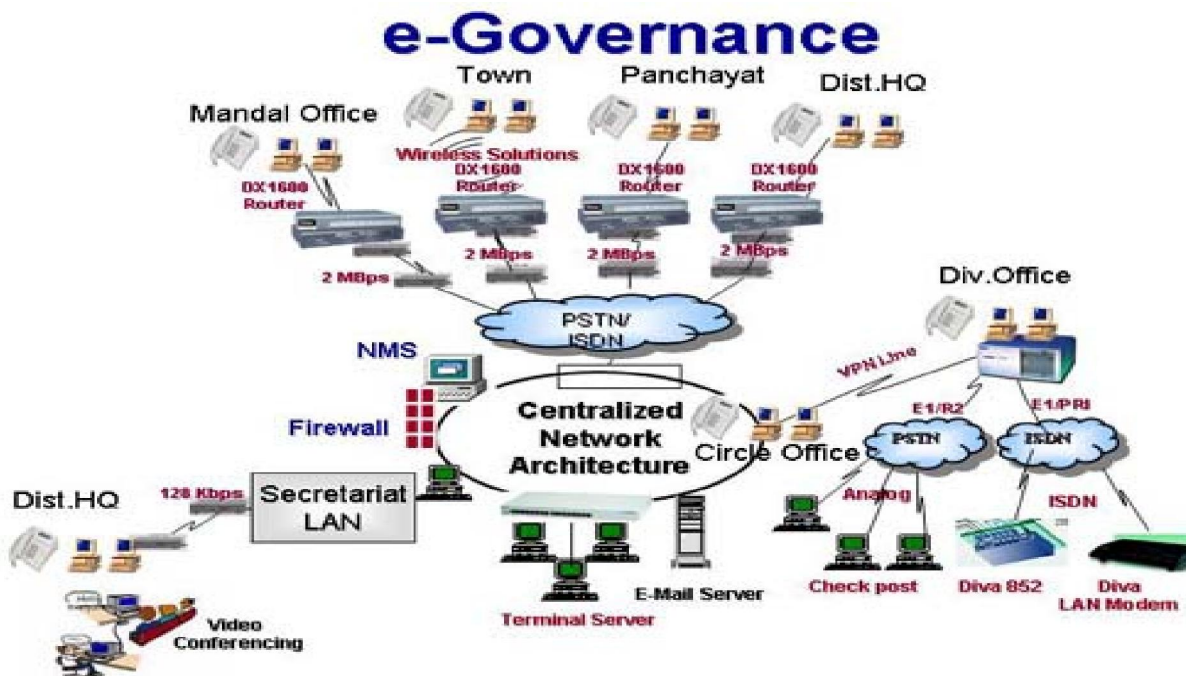 e-Governance
Town
Panchayat
Dist.HQ
Mandal Office
Wireless Solutions
DX1600
Router
DX1600
Router
DX1600
Router
DX1600
Router
2 MBps
2 MBps
2 MBps
2 MBps
PSTN/
ISDN
Div.Office
NMS
VPN Line
Firewall
Centralized
Network
Architecture
Circle Office
E1/R2
E1/PRI
PSTN
ISDN
Dist.HQ
128 Kbps
Secretariat
LAN
Analog
ISDN
Check post
Diva 852
Diva
LAN Modem
E-Mail Server
Terminal Server
Video
Conferencing